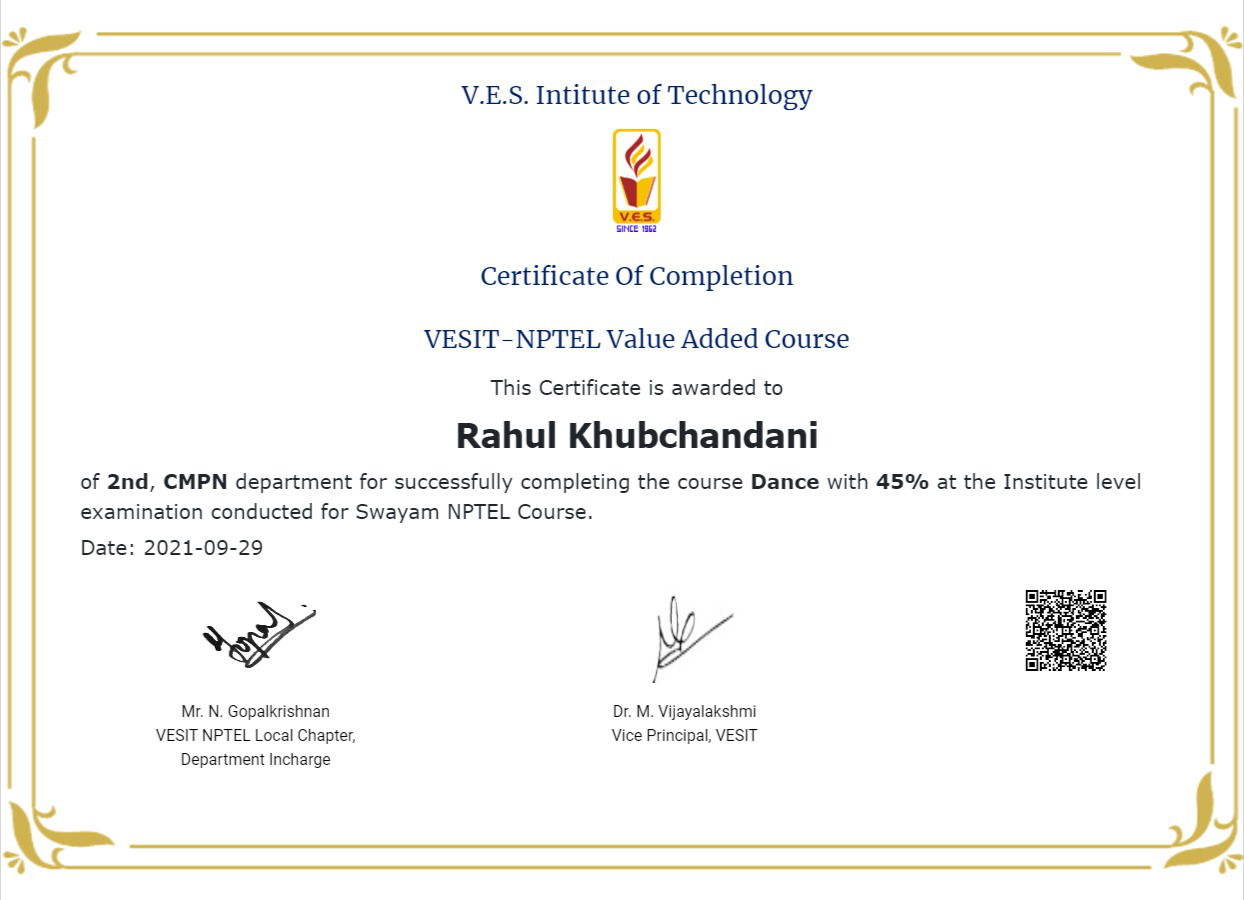 V.E.S. Intitute of Technology
V.E.S.
SINCE 1962
Certificate Of Completion
VESIT-NPTEL Value Added Course
This Certificate is awarded to
Rahul Khubchandani
of 2nd, CMPN department for successfully completing the course Dance with 45% at the Institute level
examination conducted for Swayam NPTEL Course.
Date: 2021-09-29
Mr. N. Gopalkrishnan
VESIT NPTEL Local Chapter,
Department Incharge
Dr. M. Vijayalakshmi
Vice Principal, VESIT